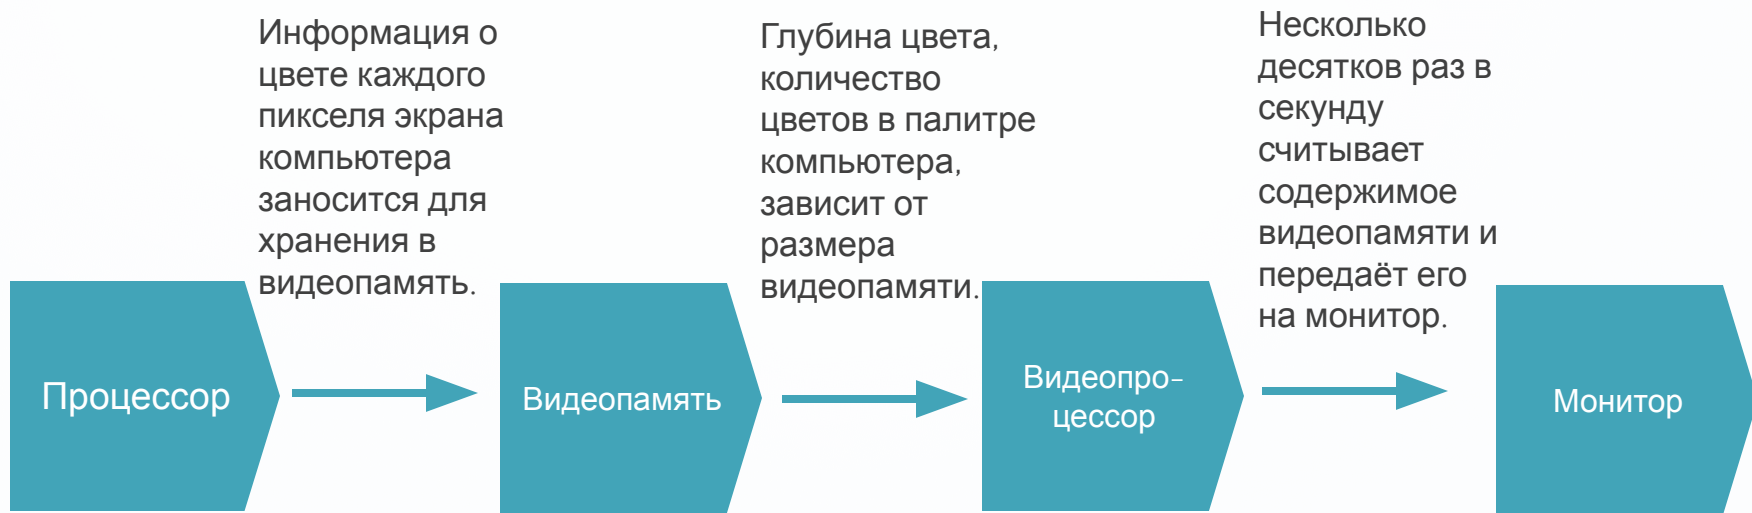 Информация о
цвете каждого
пикселя экрана
компьютера
заносится для
хранения в
видеопамять.
Глубина цвета,
количество
цветов в палитре
компьютера,
зависит от
размера
видеопамяти.
Несколько
десятков раз в
секунду
считывает
содержимое
видеопамяти и
передаёт его
на монитор.
Процессор
Видеопамять
Видеопро-
цессор
Монитор